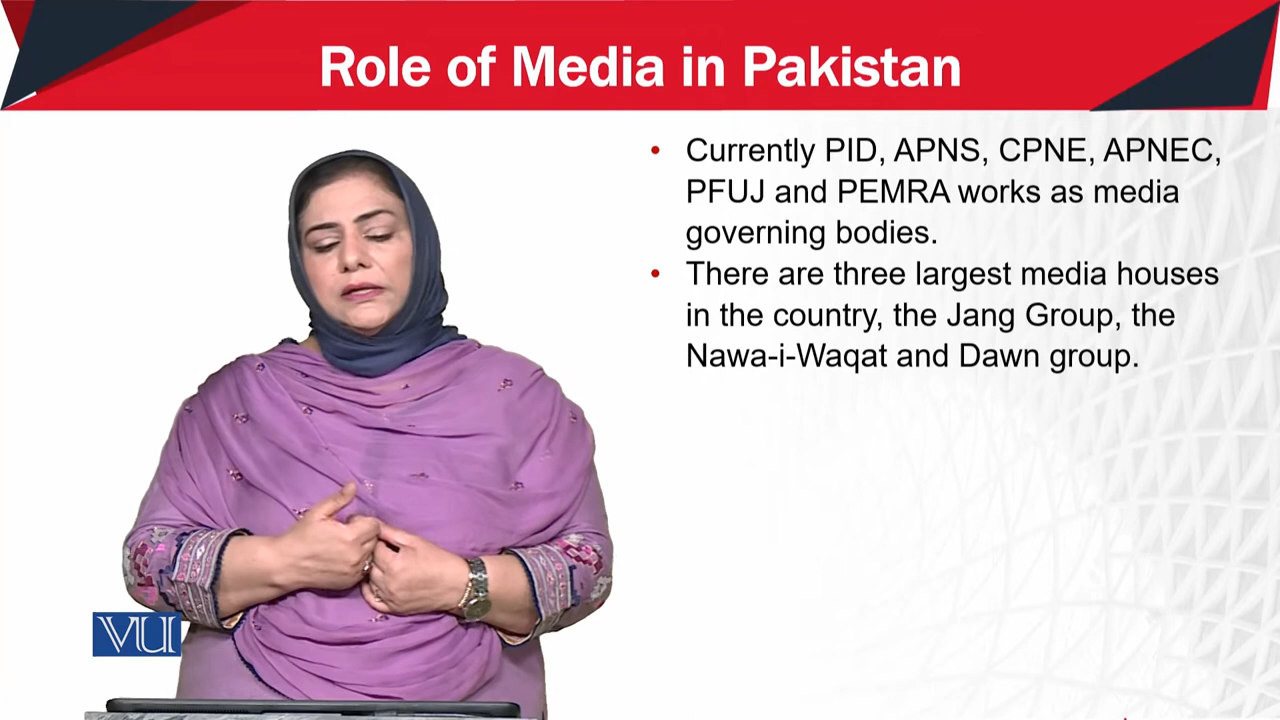 Role of Media in Pakistan
• Currently PID, APNS, CPNE, APNEC,
PFUJ and PEMRA works as media
governing bodies.
• There are three largest media houses
in the country, the Jang Group, the
Nawa-i-Waqat and Dawn group.
VU